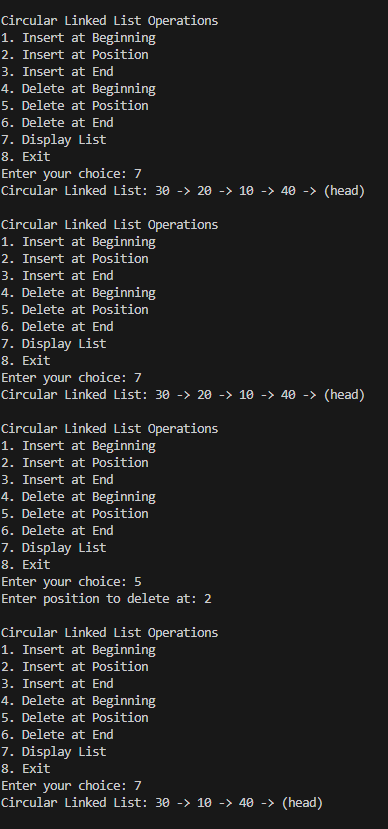 Circular Linked List Operations
1. Insert at Beginning
2. Insert at Position
3. Insert at End
4. Delete at Beginning
5. Delete at Position
6. Delete at End
7. Display List
8. Exit
Enter your choice: 7
Circular Linked List: 30 -> 20 -> 10 -> 40 -> (head)

Circular Linked List Operations
1. Insert at Beginning
2. Insert at Position
3. Insert at End
4. Delete at Beginning
5. Delete at Position
6. Delete at End
7. Display List
8. Exit
Enter your choice: 7
Circular Linked List: 30 -> 20 -> 10 -> 40 -> (head)

Circular Linked List Operations
1. Insert at Beginning
2. Insert at Position
3. Insert at End
4. Delete at Beginning
5. Delete at Position
6. Delete at End
7. Display List
8. Exit
Enter your choice: 5
Enter position to delete at: 2

Circular Linked List Operations
1. Insert at Beginning
2. Insert at Position
3. Insert at End
4. Delete at Beginning
5. Delete at Position
6. Delete at End
7. Display List
8. Exit
Enter your choice: 7
Circular Linked List: 30 -> 10 -> 40 -> (head)